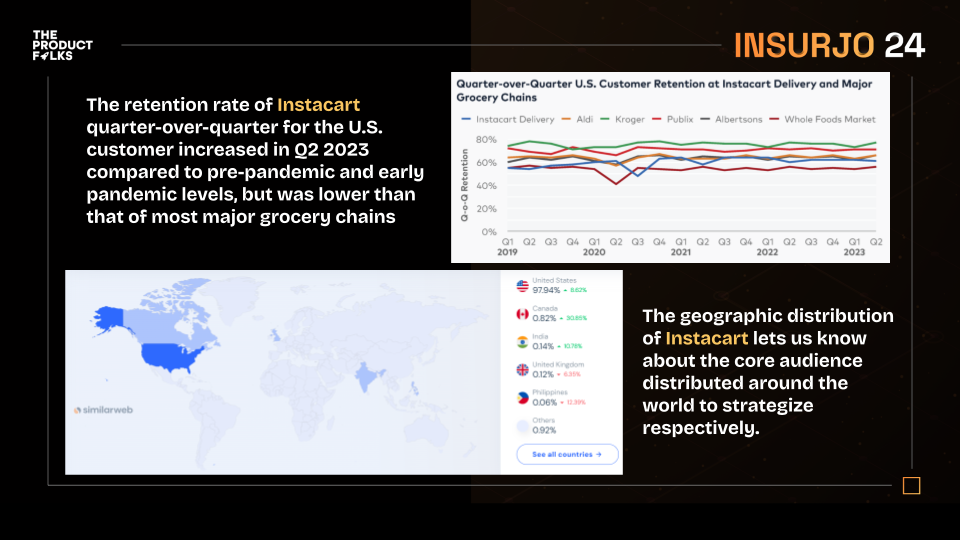 THE
PRODUCT
FOLKS
INSURJO 24
The retention rate of Instacart
quarter-over-quarter for the U.S.
customer increased in Q2 2023
compared to pre-pandemic and early
pandemic levels, but was lower than
that of most major grocery chains
Quarter-over-Quarter U.S. Customer Retention at Instacart Delivery and Major
Grocery Chains
Instacart Delivery Aldi Kroger Publix Albertsons Whole Foods Market
Q-o-Q Retention
80%
60%
40%
20%
0%
Q1 Q2 Q3 Q4 Q1 Q2 Q3 Q4 Q1 Q2 Q3 Q4 Q1 Q2 Q3 Q4 Q1 Q2
2019 2020 2021 2022 2023
similarweb
United States
97.94% 8.62%
Canada
0.82% 30.85%
India
0.14% 10.78%
United Kingdom
0.12% 6.35%
Philippines
0.06% 12.39%
Others
0.92%
See all countries →
The geographic distribution
of Instacart lets us know
about the core audience
distributed around the
world to strategize
respectively.